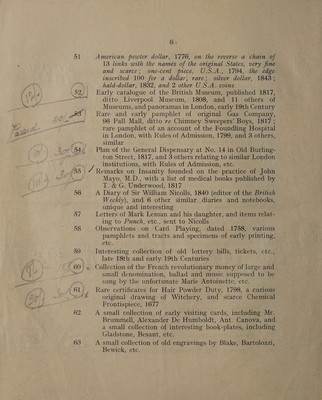 6
51 American pewter dollar, 1776, on the reverse a chain of
13 links with the names of the original States, very fine
and scarce; one-cent piece, U.S.A., 1794, the edge
inscribed 100 for a dollar, rare; silver dollar, 1843;
hald-dollar, 1832, and 2 other U.S.A. coins
52 Early catalogue of the British Museum, published 1817,
ditto Liverpool Museum, 1808, and 11 others of
Museums, and panoramas in London, early 19th Century
53 Rare and early pamphlet of original Gas Company,
96 Pall Mall, ditto re Chimney Sweepers' Boys, 1817;
rare pamphlet of an account of the Foundling Hospital
in London, with Rules of Admission, 1799, and 3 others,
similar
54 Plan of the General Dispensary at No. 14 in Old Burling-
ton Street, 1817, and 3 others relating to similar London
institutions, with Rules of Admission, etc.
55 Remarks on Insanity founded on the practice of John
Mayo, M.D., with a list of medical books published by
T. & G. Underwood, 1817
56 A Diary of Sir William Nicolls, 1840 (editor of the British
Weekly), and 6 other similar diaries and notebooks,
unique and interesting
57 Letters of Mark Leman and his daughter, and items relat-
ing to Punch, etc., sent to Nicolls
58 Observations on Card Playing, dated 1758, various
pamphlets and tracts and specimens of early printing,
etc.
59 Interesting collection of old lottery bills, tickets, etc.,
late 18th and early 19th Centuries
60 Collection of the French revolutionary money of large and
small denomination, ballad and music supposed to be
sung by the unfortunate Marie Antoinette, etc.
61 Rare certificates for Hair Powder Duty, 1798, a curious
original drawing of Witchery, and scarce Chemical
Frontispiece, 1677
62 A small collection of early visiting cards, including Mr.
Brummell, Alexander De Humboldt, Ant. Canova, and
a small collection of interesting book-plates, including
Gladstone, Besant, etc.
63 A small collection of old engravings by Blake, Bartolozzi,
Bewick, etc.